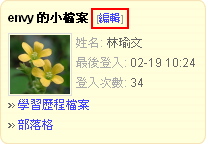 envy 的小檔案 [編輯]
姓名: 林瑜文
最後登入: 02-19 10:24
登入次數: 34
» 學習歷程檔案
» 部落格